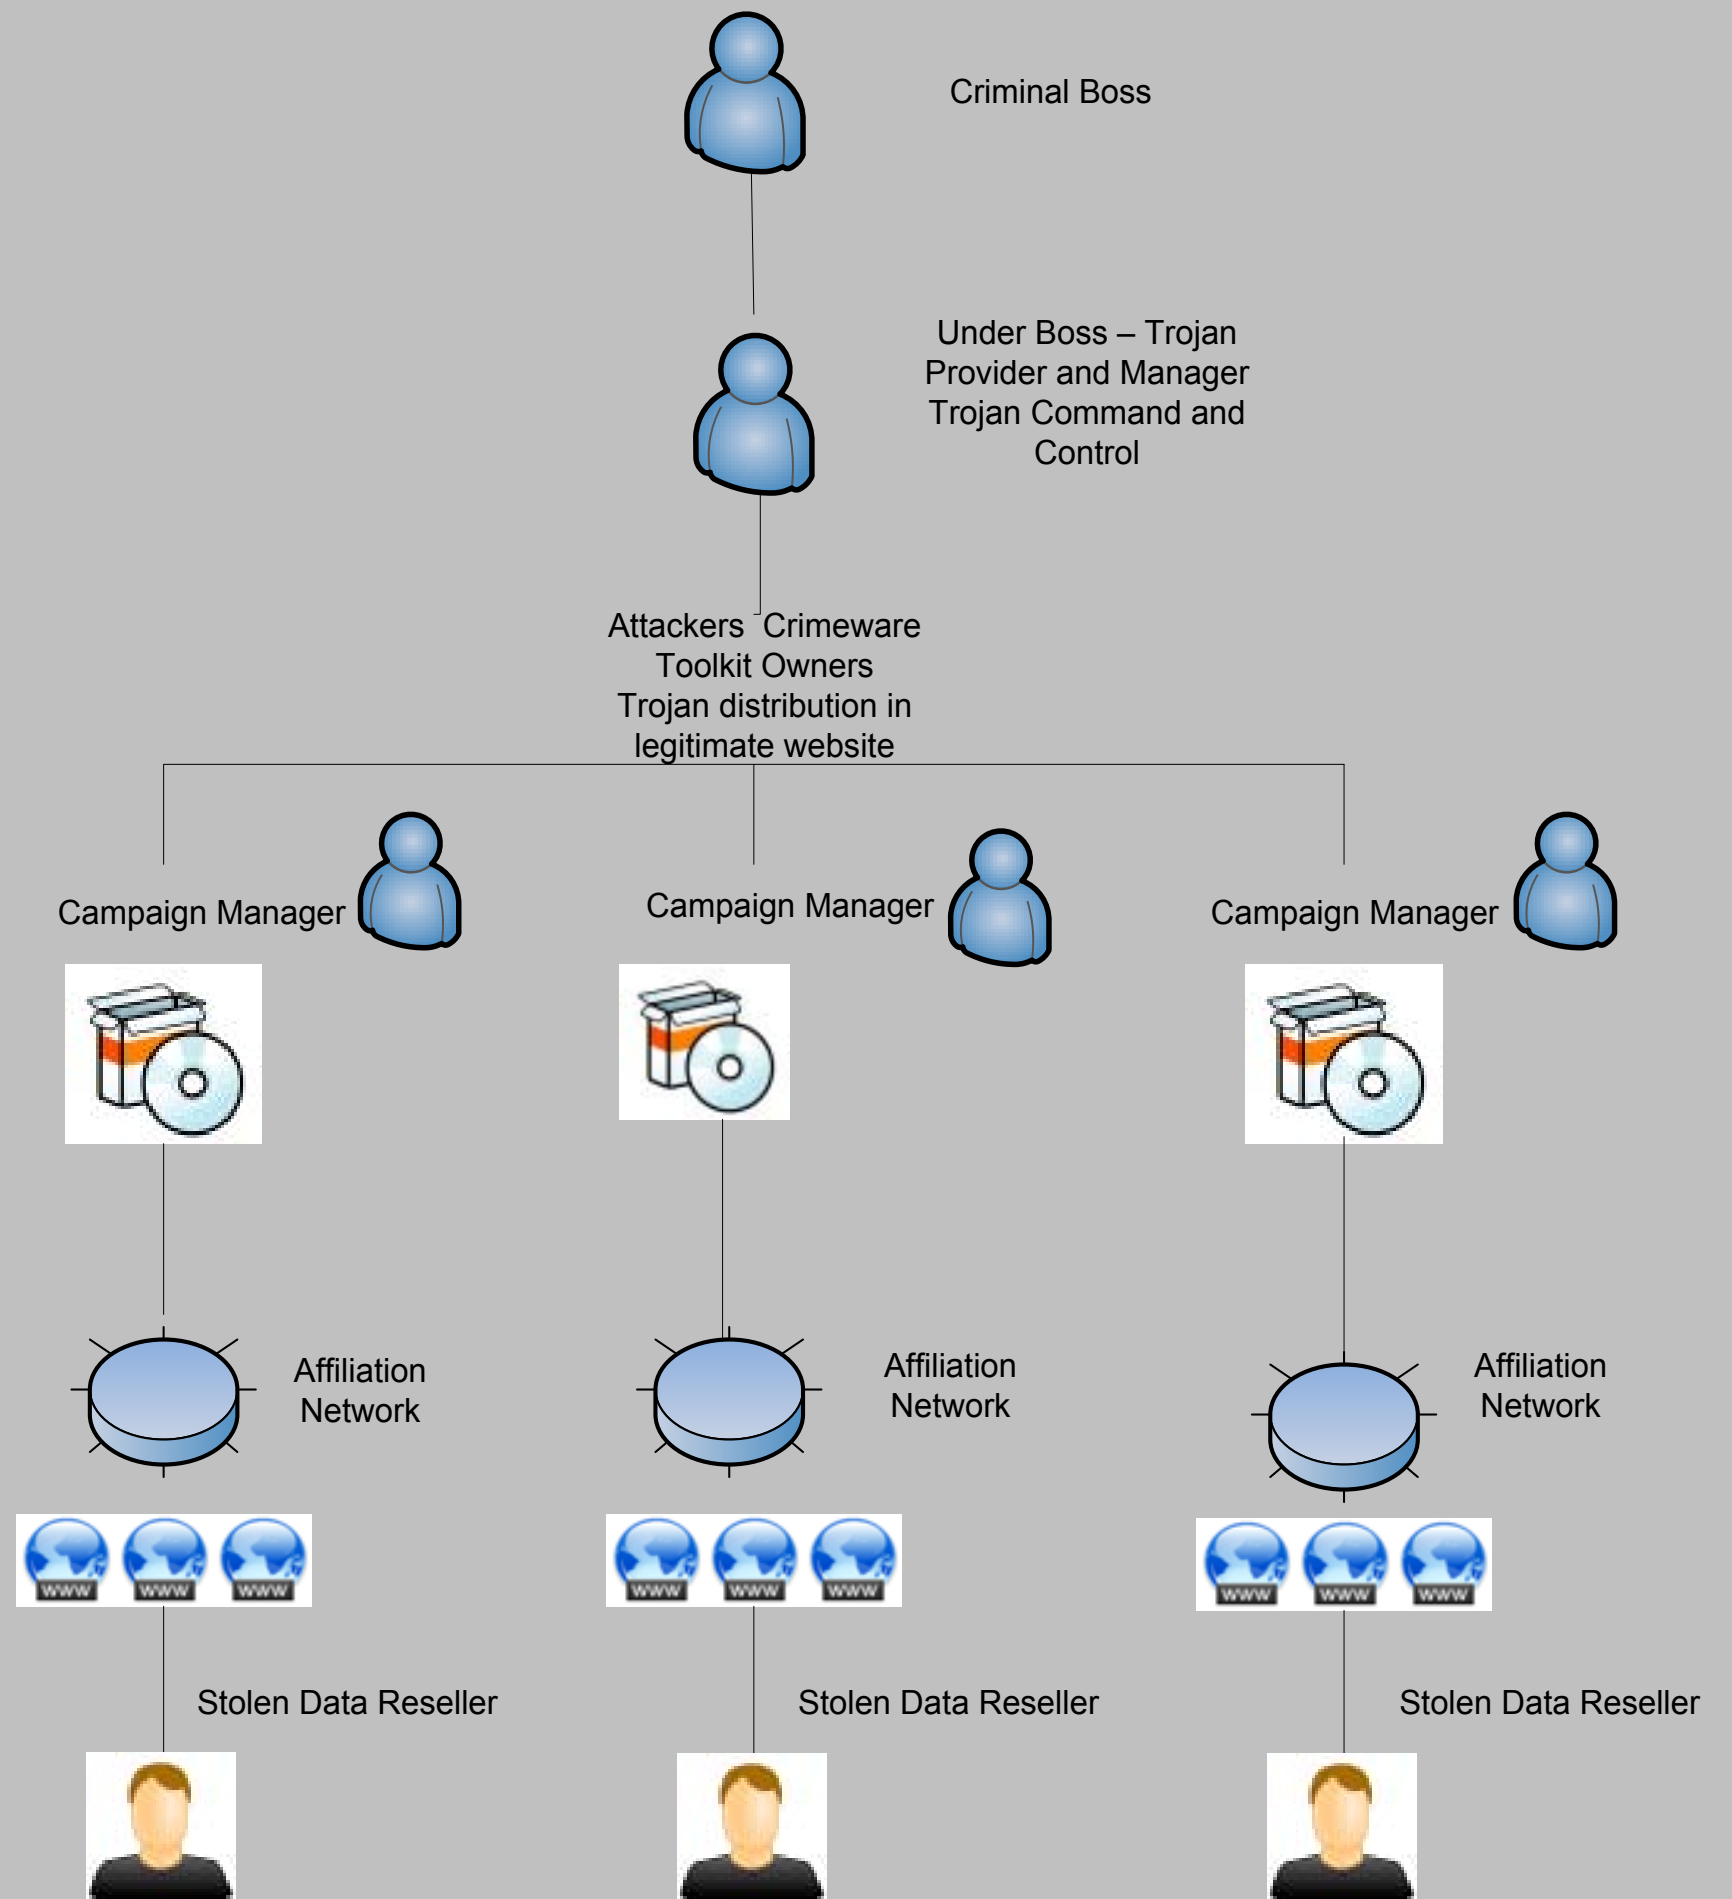 Criminal Boss
Under Boss – Trojan
Provider and Manager
Trojan Command and
Control
Attackers  Crimeware
Toolkit Owners
Trojan distribution in
legitimate website
Campaign Manager
Campaign Manager
Campaign Manager
Affiliation
Network
Affiliation
Network
Affiliation
Network
www
www
www
www
www
www
www
www
www
Stolen Data Reseller
Stolen Data Reseller
Stolen Data Reseller